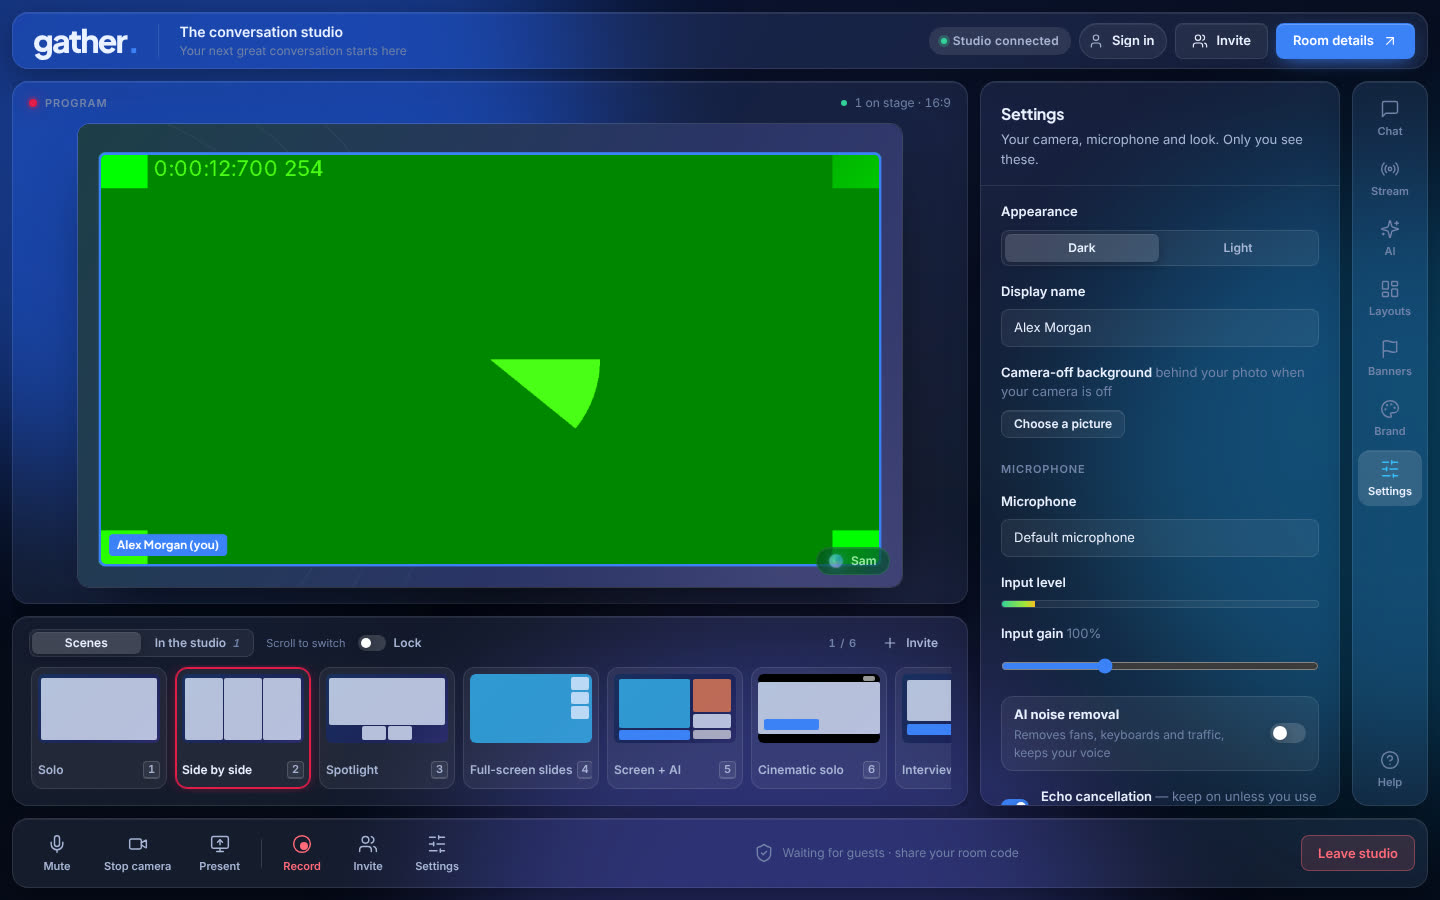 gather.
The conversation studio
Your next great conversation starts here
Studio connected
Sign in
Invite
Room details
PROGRAM
1 on stage · 16:9
0:00:12:700 254
Alex Morgan (you)
Sam
Scenes
In the studio 1
Scroll to switch
Lock
1 / 6
Invite
Solo 1
Side by side 2
Spotlight 3
Full-screen slides 4
Screen + AI 5
Cinematic solo 6
Interview
Settings
Your camera, microphone and look. Only you see
these.
Appearance
Dark
Light
Display name
Alex Morgan
Camera-off background behind your photo when
your camera is off
Choose a picture
MICROPHONE
Microphone
Default microphone
Input level
Input gain 100%
AI noise removal
Removes fans, keyboards and traffic,
keeps your voice
Echo cancellation — keep on unless you use
Chat
Stream
AI
Layouts
Banners
Brand
Settings
Help
Mute
Stop camera
Present
Record
Invite
Settings
Waiting for guests · share your room code
Leave studio